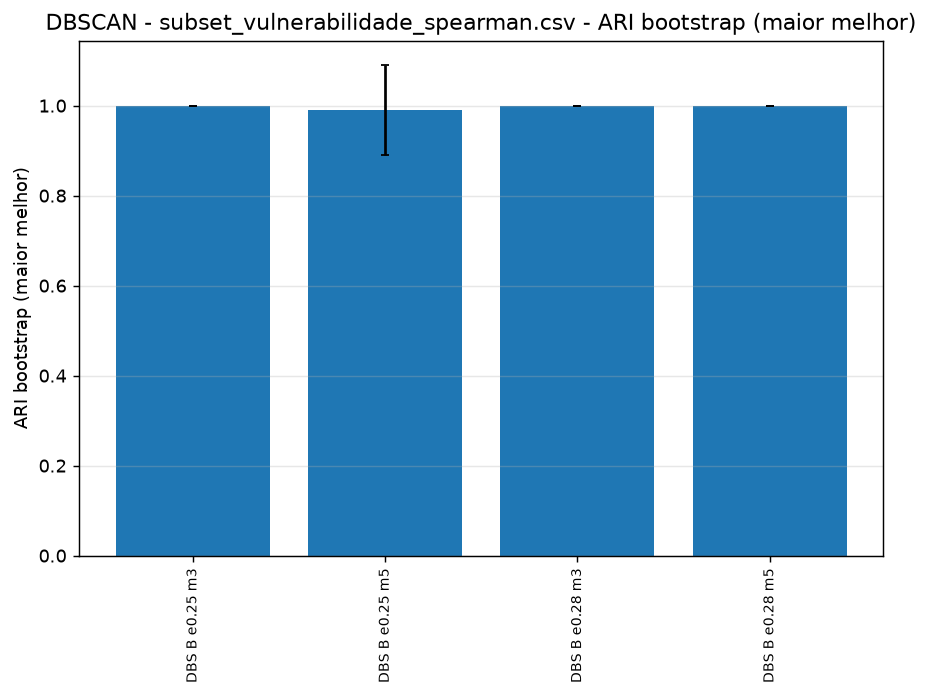 DBSCAN - subset_vulnerabilidade_spearman.csv - ARI bootstrap (maior melhor)
ARI bootstrap (maior melhor)
1.0
0.8
0.6
0.4
0.2
0.0
DBS B e0.25 m3
DBS B e0.25 m5
DBS B e0.28 m3
DBS B e0.28 m5